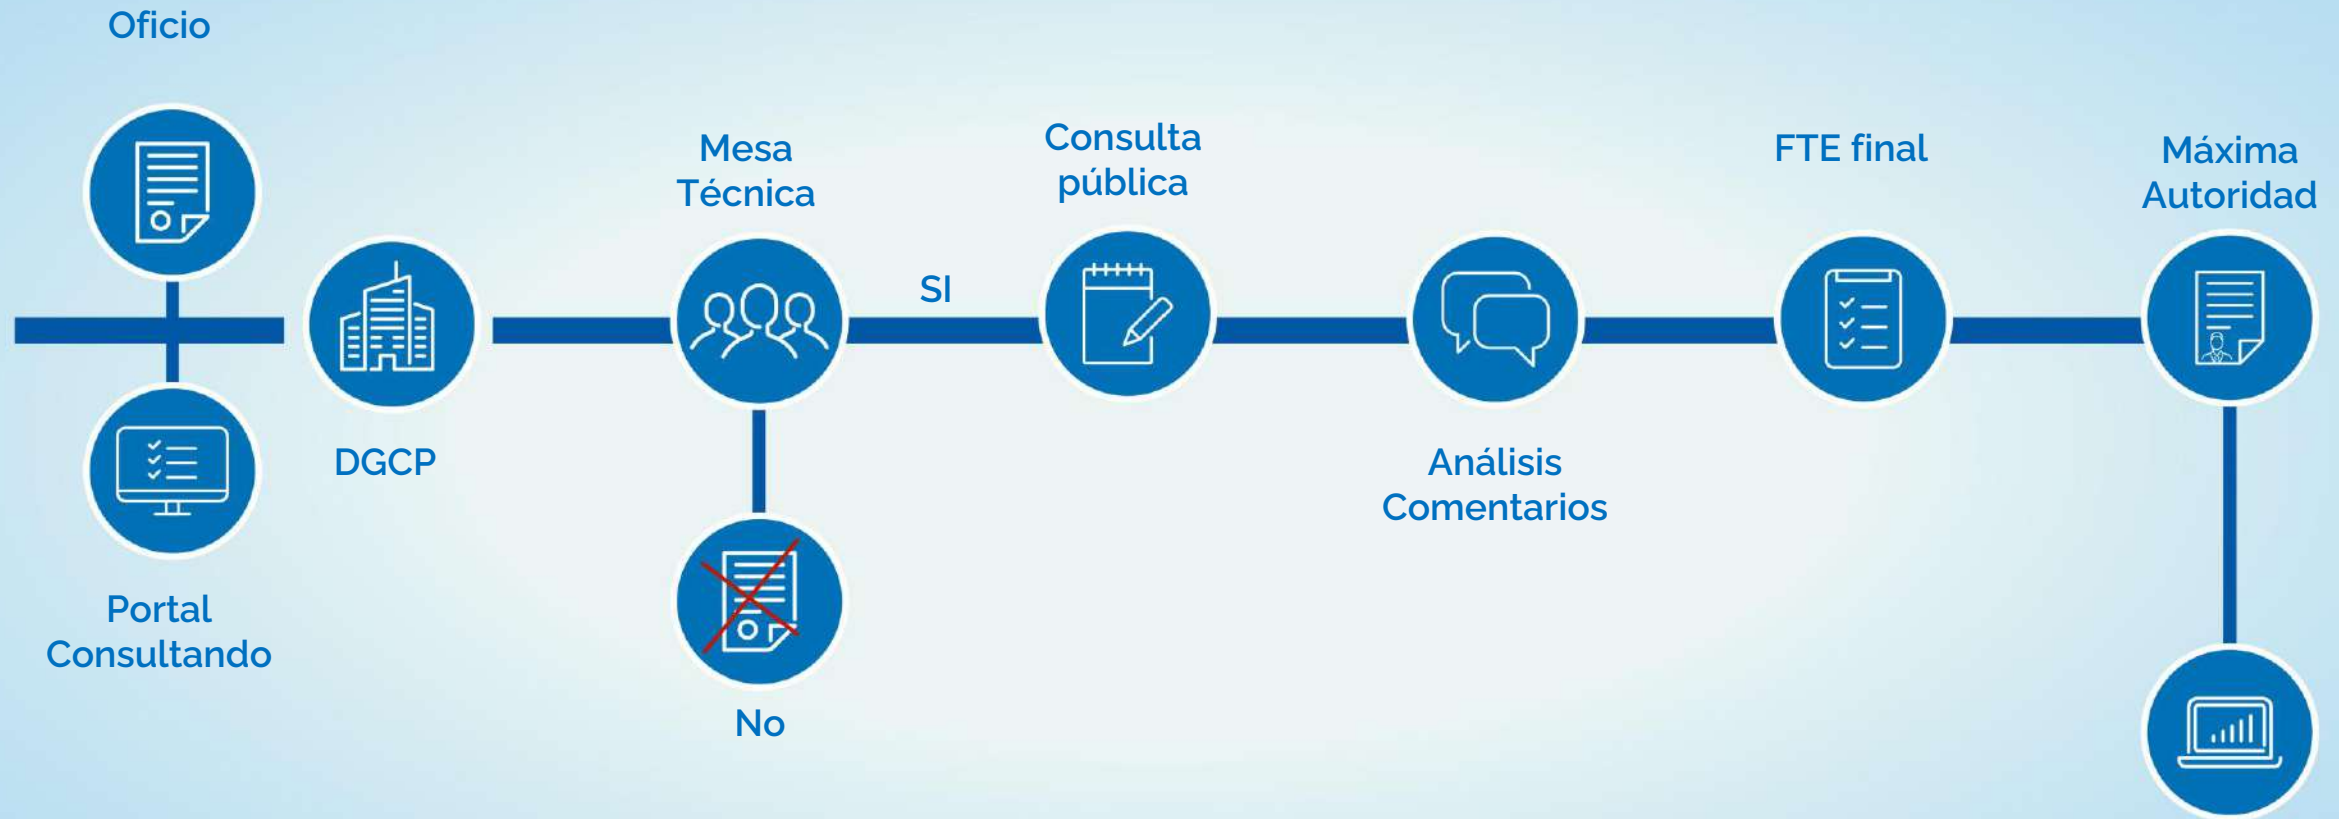 Oficio
Portal
Consultando
DGCP
Mesa
Técnica
No
SI
Consulta
pública
Análisis
Comentarios
FTE final
Máxima
Autoridad